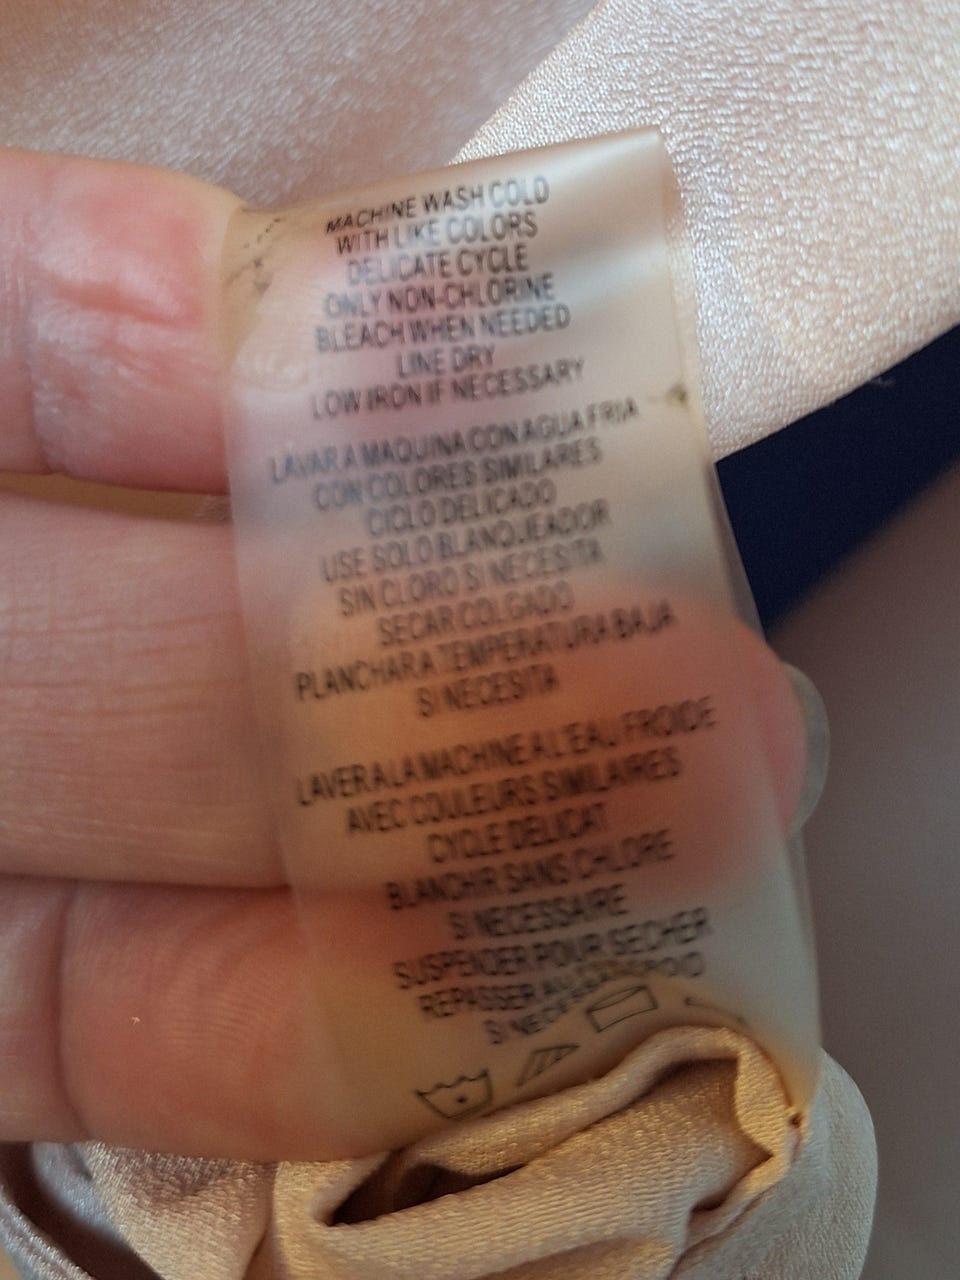 MACHINE WASH COLD
WITH LIKE COLORS
DELICATE CYCLE
ONLY NON-CHLORINE
BLEACH WHEN NEEDED
LINE DRY
LOW IRON IF NECESSARY
LAVAR A MAQUINA CON AGUA FRIA
CON COLORES SIMILARES
CICLO DELICADO
USE SOLO BLANQUEADOR
SIN CLORO SI NECESITA
SECAR COLGADO
PLANCHAR A TEMPERATURA BAJA
SI NECESITA
LAVER A LA MACHINE A L'EAU FROIDE
AVEC COULEURS SIMILAIRES
CYCLE DELICAT
BLANCHIR SANS CHLORE
SI NECESSAIRE
SUSPENDER POUR SECHER
REPASSER
SI